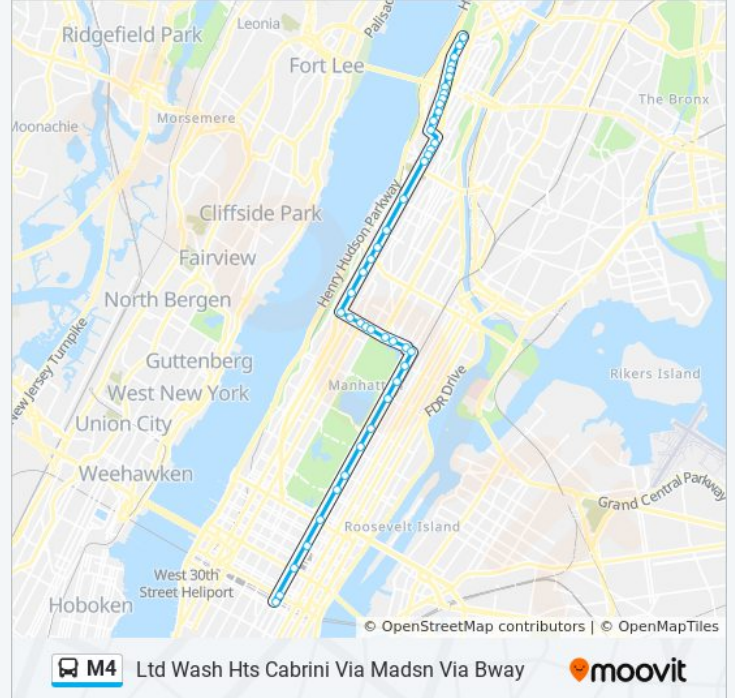 Leonia
Palisac
H
Ridgefield Park
Fort Lee
The Bronx
Moonachie
Morsemere
Cliffside Park
Henry Hudson Parkway
Fairview
North Bergen
New Jersey Turnpike
Guttenberg
Rikers Island
Manhatt
West New York
FDR Drive
Union City
Weehawken
Grand Central Parkway
Roosevelt Island
West 30th
Street Heliport
Hoboken
© OpenStreetMap contributors | © OpenMapTiles
M4 Ltd Wash Hts Cabrini Via Madsn Via Bway moovit